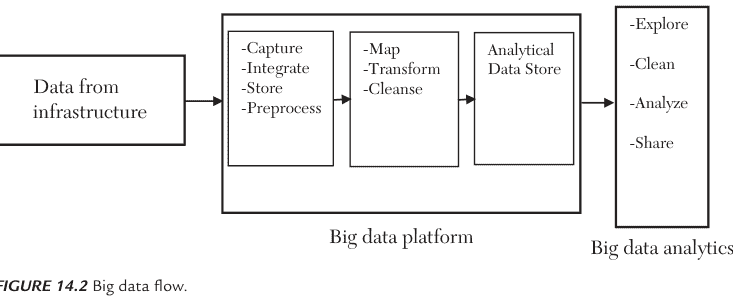 Data from
infrastructure
-Capture
-Integrate
-Store
-Preprocess
-Map
-Transform
-Cleanse
Analytical
Data Store
-Explore
-Clean
-Analyze
-Share
Big data platform
Big data analytics
FIGURE 14.2 Big data flow.